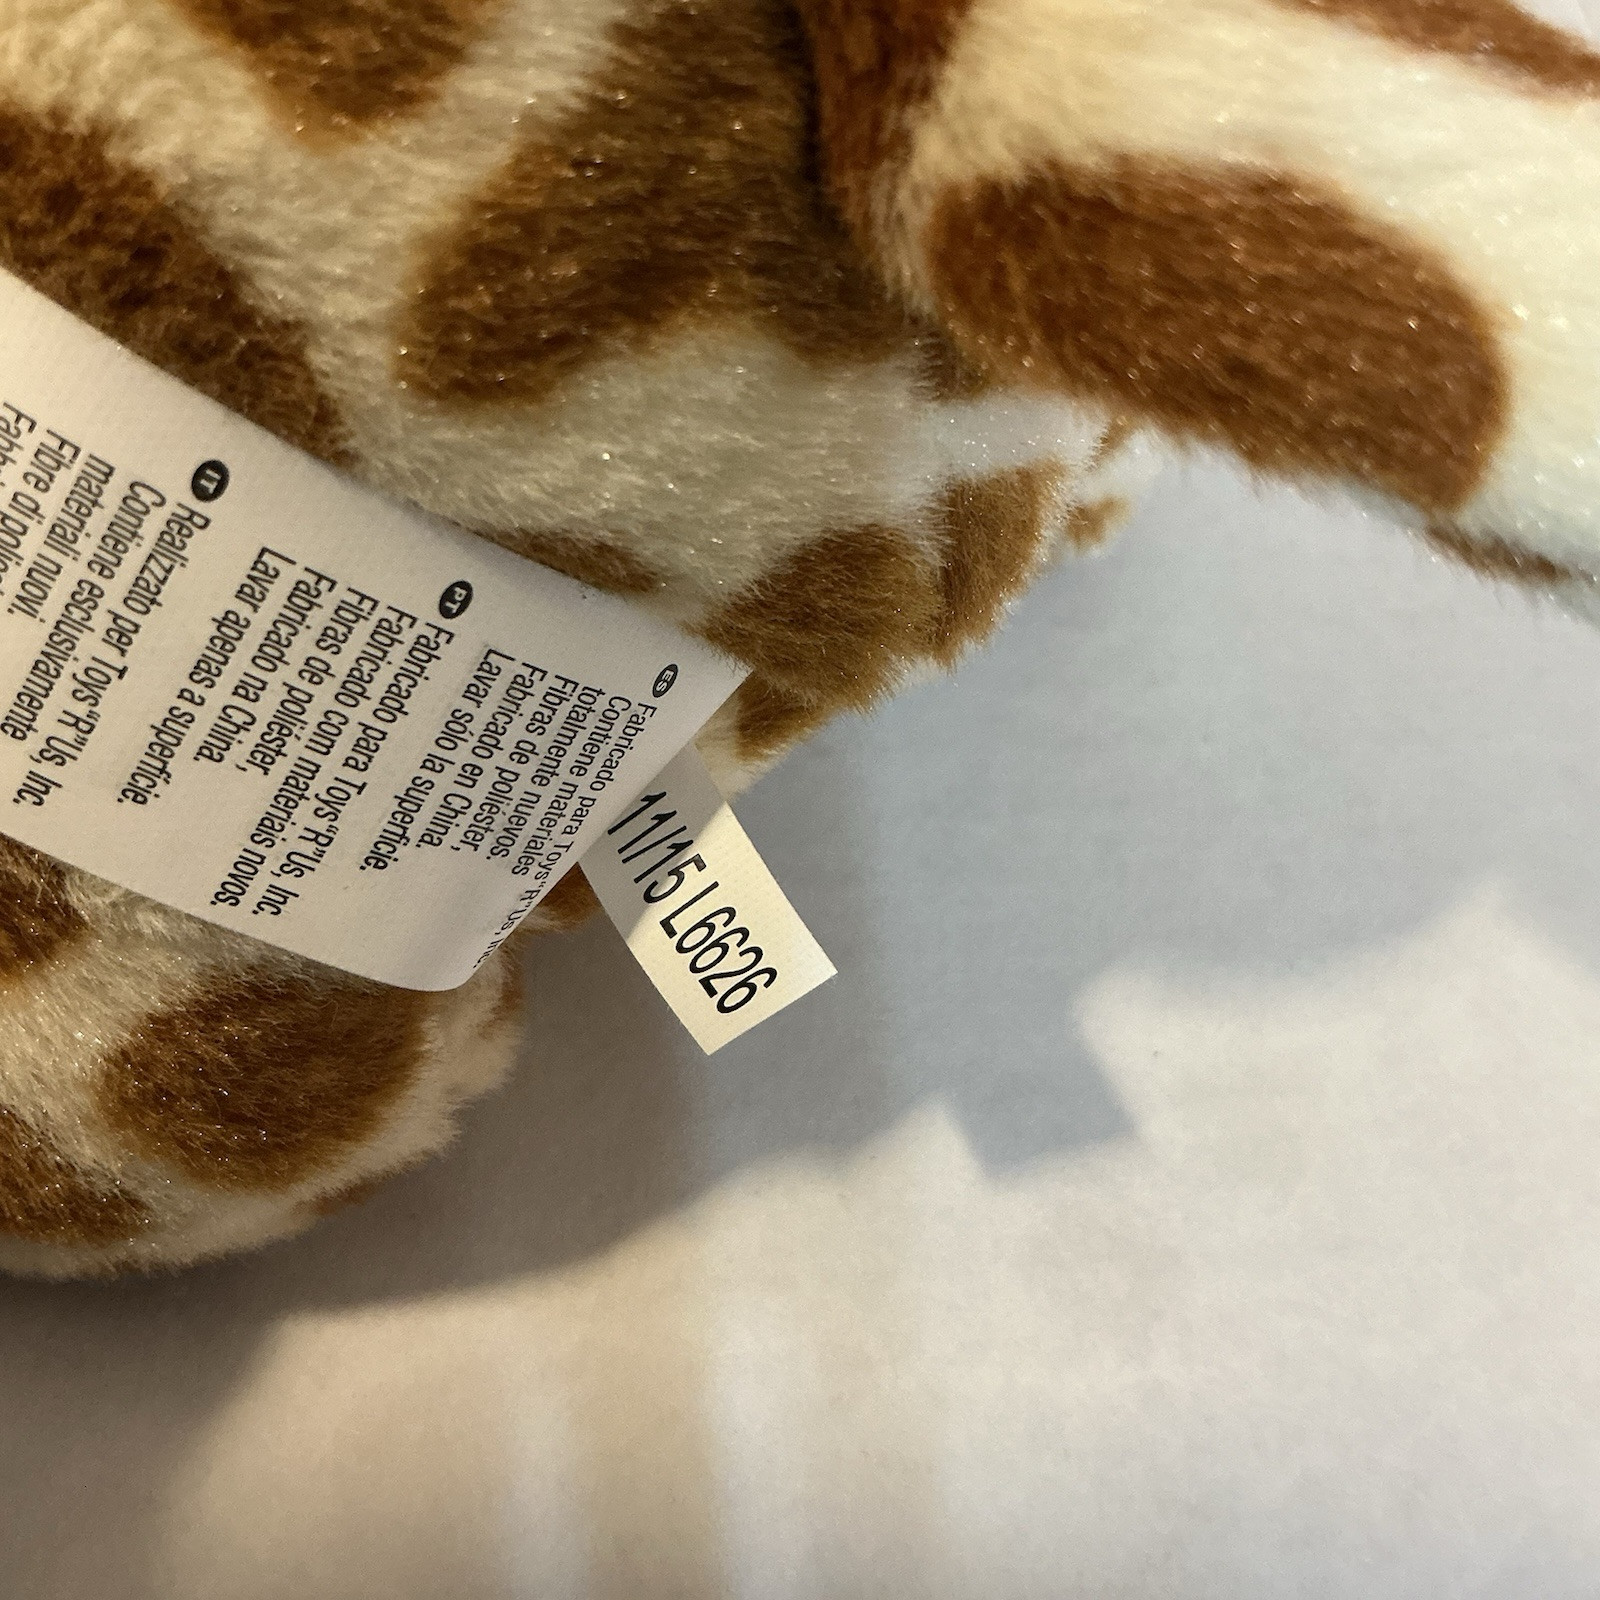 IT Realizzato per Toys"R"Us, Inc.
Contiene esclusivamente
materiali nuovi.
Fibre di
PT Fabricado para Toys"R"Us, Inc.
Fabricado com materiais novos.
Fibras de poliéster,
Fabricado na China.
Lavar apenas a superfície.
ES Fabricado para Toys"R"Us, Inc.
Contiene materiales
totalmente nuevos.
Fibras de poliéster,
Fabricado en China.
Lavar sólo la superficie.
11/15 L6626